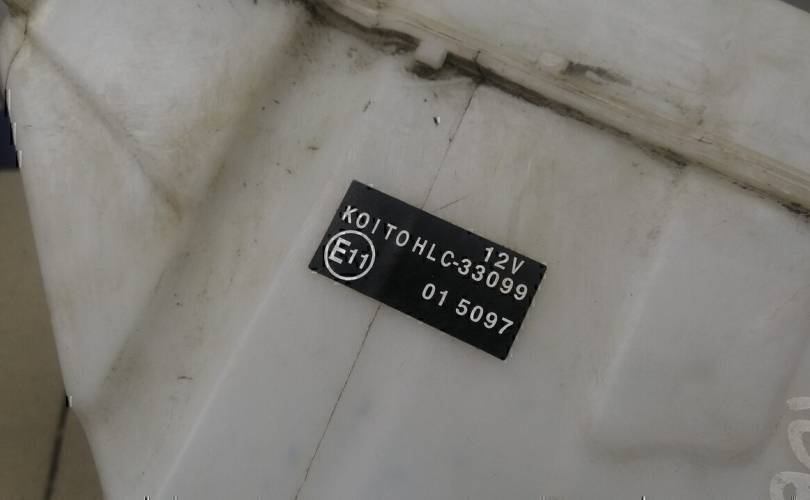 12V
KOITO HLC-33099
E11
01 5097